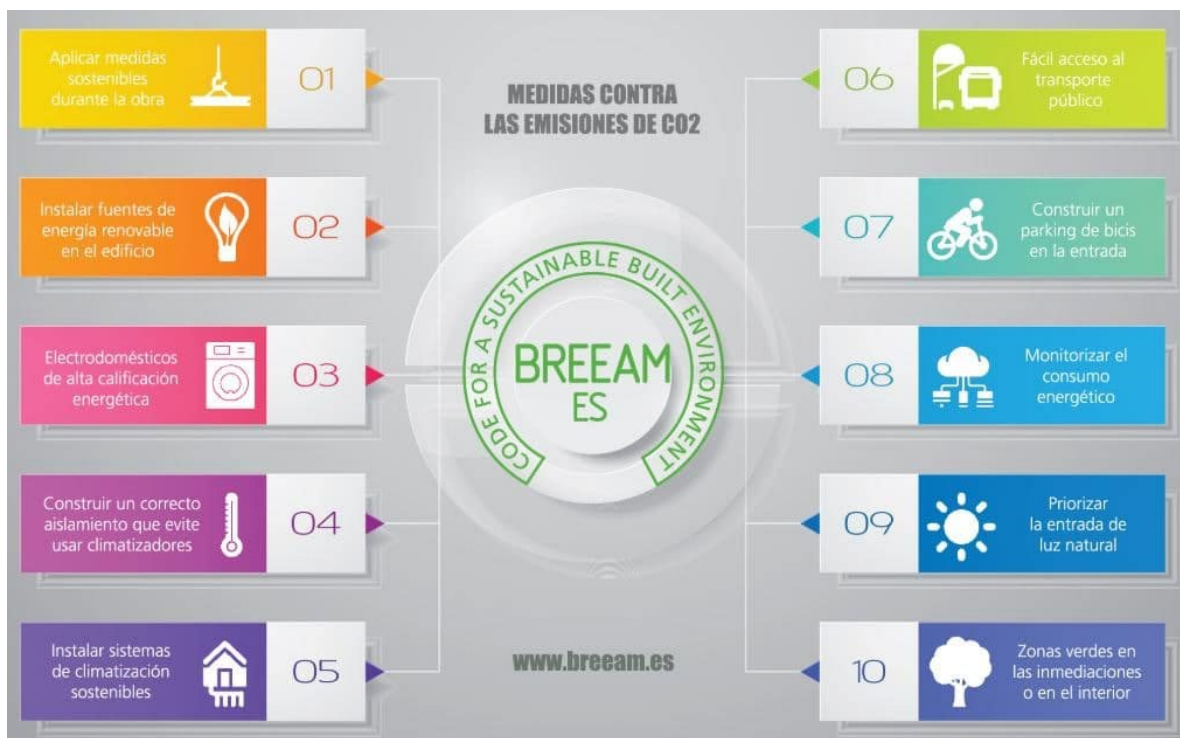 MEDIDAS CONTRA
LAS EMISIONES DE CO2
Aplicar medidas
sostenibles
durante la obra
01
Instalar fuentes de
energía renovable
en el edificio
02
Electrodomésticos
de alta calificación
energética
03
Construir un correcto
aislamiento que evite
usar climatizadores
04
Instalar sistemas
de climatización
sostenibles
05
CODE FOR A SUSTAINABLE BUILT ENVIRONMENT
BREEAM
ES
06
Fácil acceso al
transporte
público
07
Construir un
parking de bicis
en la entrada
08
Monitorizar el
consumo
energético
09
Priorizar
la entrada de
luz natural
10
Zonas verdes en
las inmediaciones
o en el interior
www.breeam.es